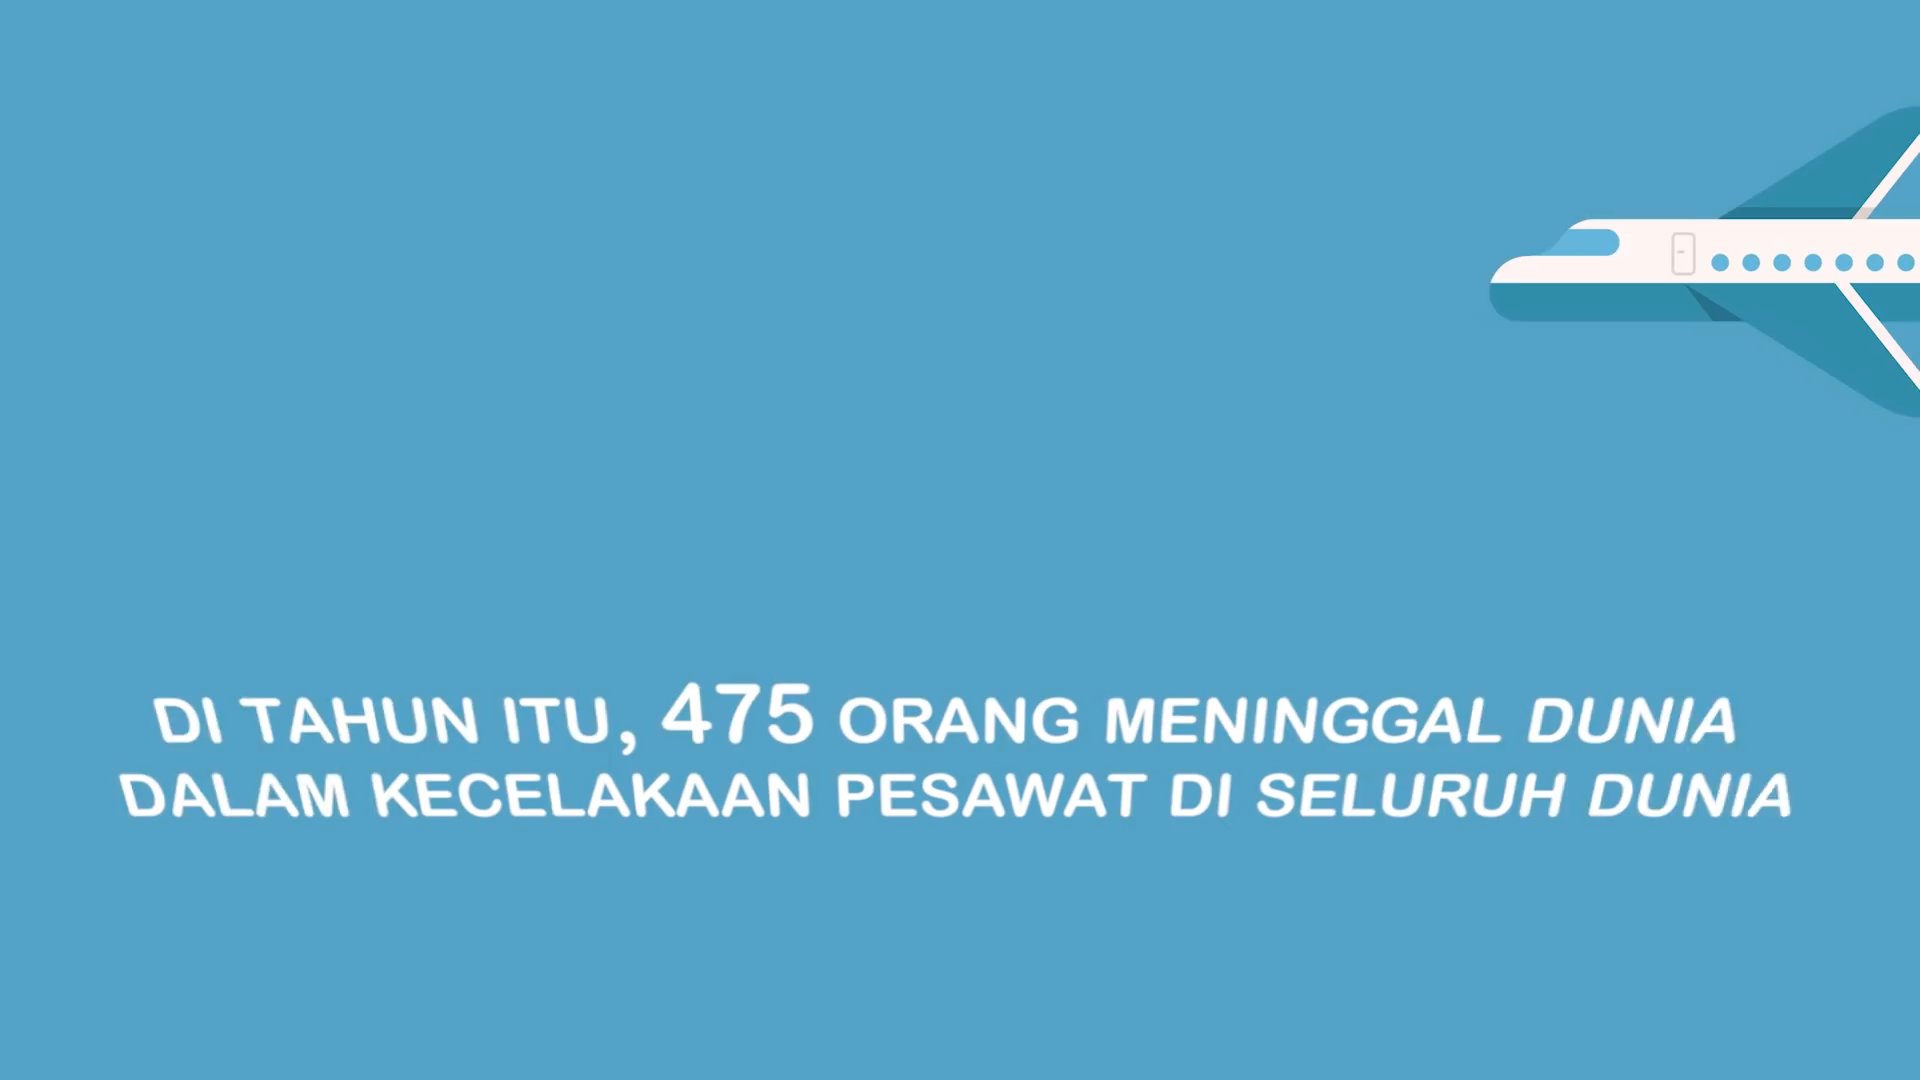 DI TAHUN ITU, 475 ORANG MENINGGAL DUNIA
DALAM KECELAKAAN PESAWAT DI SELURUH DUNIA